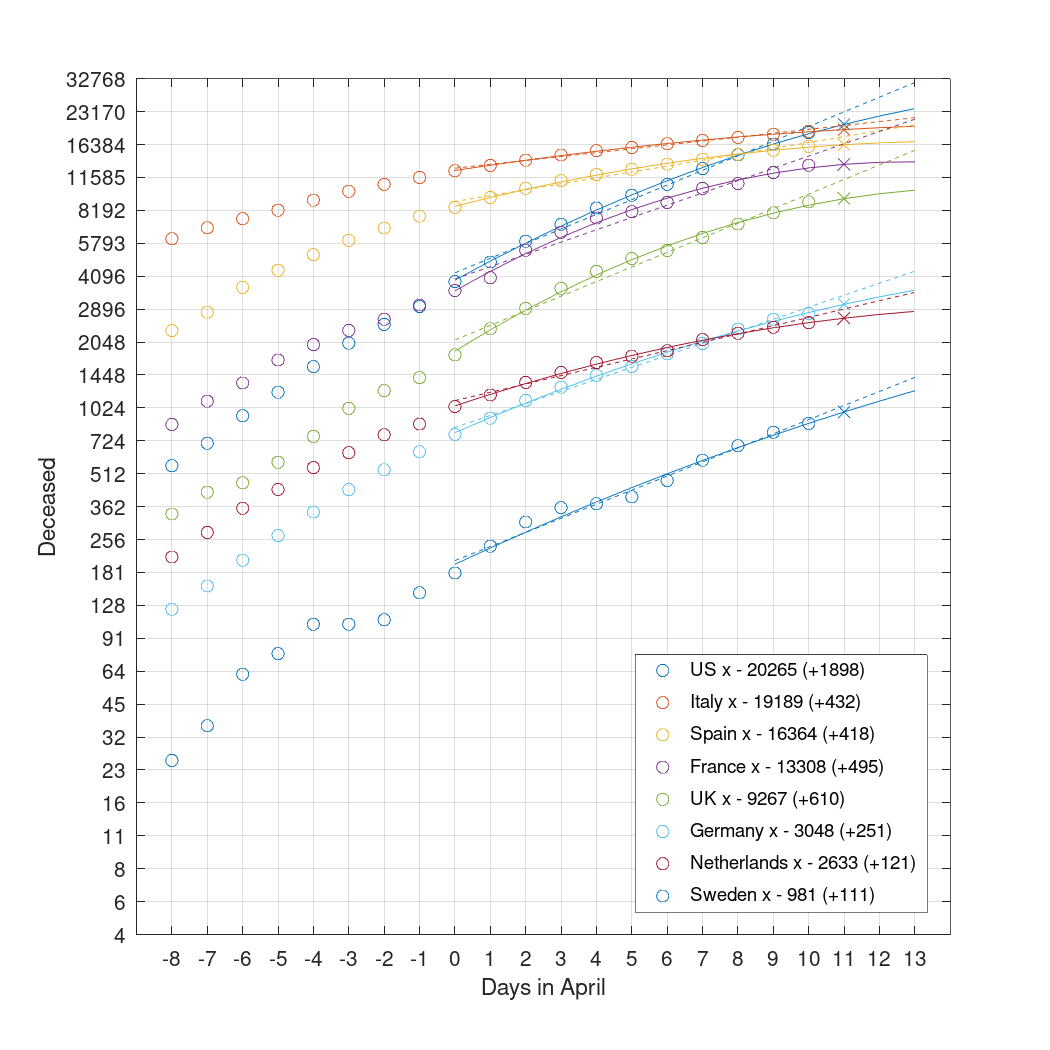 32768
23170
16384
11585
8192
5793
4096
2896
2048
1448
1024
724
512
362
256
181
128
91
64
45
32
23
16
11
8
6
4
Deceased
US x - 20265 (+1898)
Italy x - 19189 (+432)
Spain x - 16364 (+418)
France x - 13308 (+495)
UK x - 9267 (+610)
Germany x - 3048 (+251)
Netherlands x - 2633 (+121)
Sweden x - 981 (+111)
-8 -7 -6 -5 -4 -3 -2 -1 0 1 2 3 4 5 6 7 8 9 10 11 12 13
Days in April